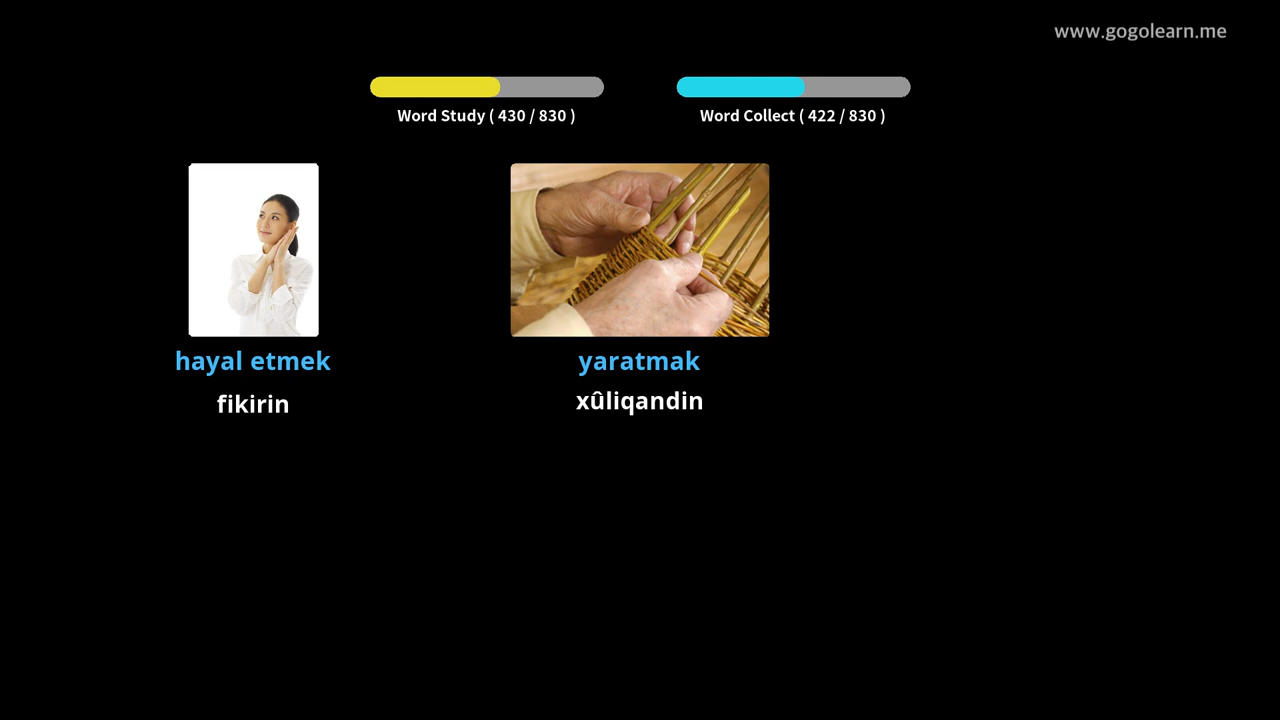 www.gogolearn.me
Word Study ( 430 / 830 )
Word Collect ( 422 / 830 )
hayal etmek
fikirin
yaratmak
xûliqandin